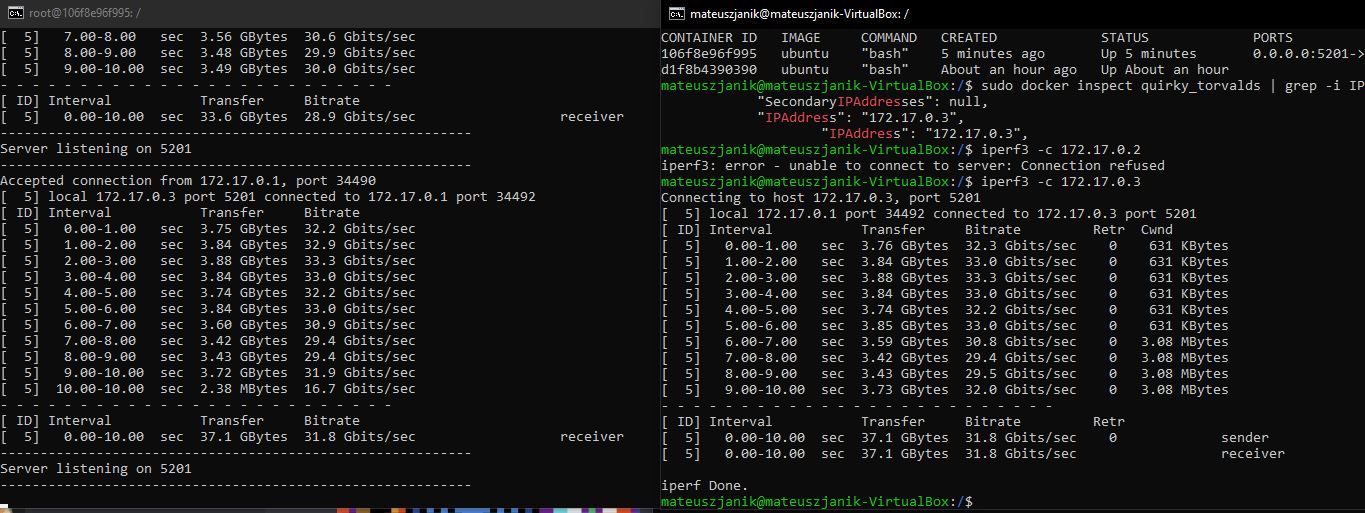 root@106f8e96f995: /
[  5]   7.00-8.00   sec  3.56 GBytes  30.6 Gbits/sec
[  5]   8.00-9.00   sec  3.48 GBytes  29.9 Gbits/sec
[  5]   9.00-10.00  sec  3.49 GBytes  30.0 Gbits/sec
- - - - - - - - - - - - - - - - - - - - - - - - -
[ ID] Interval           Transfer     Bitrate
[  5]   0.00-10.00  sec  33.6 GBytes  28.9 Gbits/sec                  receiver
-----------------------------------------------------------
Server listening on 5201
-----------------------------------------------------------
Accepted connection from 172.17.0.1, port 34490
[  5] local 172.17.0.3 port 5201 connected to 172.17.0.1 port 34492
[ ID] Interval           Transfer     Bitrate
[  5]   0.00-1.00   sec  3.75 GBytes  32.2 Gbits/sec
[  5]   1.00-2.00   sec  3.84 GBytes  32.9 Gbits/sec
[  5]   2.00-3.00   sec  3.88 GBytes  33.3 Gbits/sec
[  5]   3.00-4.00   sec  3.84 GBytes  33.0 Gbits/sec
[  5]   4.00-5.00   sec  3.74 GBytes  32.2 Gbits/sec
[  5]   5.00-6.00   sec  3.84 GBytes  33.0 Gbits/sec
[  5]   6.00-7.00   sec  3.60 GBytes  30.9 Gbits/sec
[  5]   7.00-8.00   sec  3.42 GBytes  29.4 Gbits/sec
[  5]   8.00-9.00   sec  3.43 GBytes  29.4 Gbits/sec
[  5]   9.00-10.00  sec  3.72 GBytes  31.9 Gbits/sec
[  5]  10.00-10.00  sec  2.38 MBytes  16.7 Gbits/sec
- - - - - - - - - - - - - - - - - - - - - - - - -
[ ID] Interval           Transfer     Bitrate
[  5]   0.00-10.00  sec  37.1 GBytes  31.8 Gbits/sec                  receiver
-----------------------------------------------------------
Server listening on 5201
-----------------------------------------------------------
mateuszjanik@mateuszjanik-VirtualBox: /
CONTAINER ID   IMAGE     COMMAND   CREATED             STATUS             PORTS
106f8e96f995   ubuntu    "bash"    5 minutes ago       Up 5 minutes       0.0.0.0:5201->
d1f8b4390390   ubuntu    "bash"    About an hour ago   Up About an hour
mateuszjanik@mateuszjanik-VirtualBox:/$ sudo docker inspect quirky_torvalds | grep -i IP
            "SecondaryIPAddresses": null,
            "IPAddress": "172.17.0.3",
                    "IPAddress": "172.17.0.3",
mateuszjanik@mateuszjanik-VirtualBox:/$ iperf3 -c 172.17.0.2
iperf3: error - unable to connect to server: Connection refused
mateuszjanik@mateuszjanik-VirtualBox:/$ iperf3 -c 172.17.0.3
Connecting to host 172.17.0.3, port 5201
[  5] local 172.17.0.1 port 34492 connected to 172.17.0.3 port 5201
[ ID] Interval           Transfer     Bitrate         Retr  Cwnd
[  5]   0.00-1.00   sec  3.76 GBytes  32.3 Gbits/sec    0    631 KBytes
[  5]   1.00-2.00   sec  3.84 GBytes  33.0 Gbits/sec    0    631 KBytes
[  5]   2.00-3.00   sec  3.88 GBytes  33.3 Gbits/sec    0    631 KBytes
[  5]   3.00-4.00   sec  3.84 GBytes  33.0 Gbits/sec    0    631 KBytes
[  5]   4.00-5.00   sec  3.74 GBytes  32.2 Gbits/sec    0    631 KBytes
[  5]   5.00-6.00   sec  3.85 GBytes  33.0 Gbits/sec    0    631 KBytes
[  5]   6.00-7.00   sec  3.59 GBytes  30.8 Gbits/sec    0   3.08 MBytes
[  5]   7.00-8.00   sec  3.42 GBytes  29.4 Gbits/sec    0   3.08 MBytes
[  5]   8.00-9.00   sec  3.43 GBytes  29.5 Gbits/sec    0   3.08 MBytes
[  5]   9.00-10.00  sec  3.73 GBytes  32.0 Gbits/sec    0   3.08 MBytes
- - - - - - - - - - - - - - - - - - - - - - - - -
[ ID] Interval           Transfer     Bitrate         Retr
[  5]   0.00-10.00  sec  37.1 GBytes  31.8 Gbits/sec    0             sender
[  5]   0.00-10.00  sec  37.1 GBytes  31.8 Gbits/sec                  receiver
iperf Done.
mateuszjanik@mateuszjanik-VirtualBox:/$